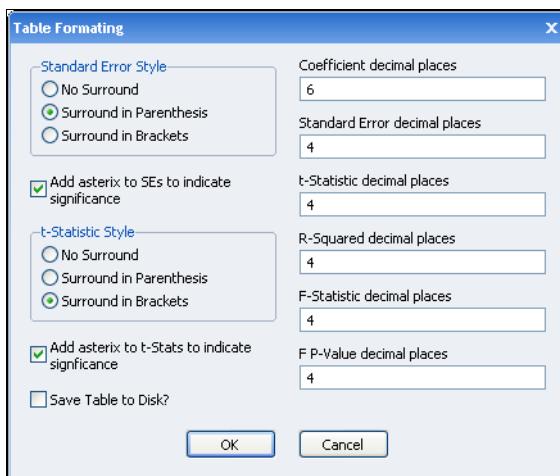 Table Formating
Standard Error Style
No Surround
Surround in Parenthesis
Surround in Brackets
Add asterix to SEs to indicate
significance
t-Statistic Style
No Surround
Surround in Parenthesis
Surround in Brackets
Add asterix to t-Stats to indicate
signficance
Save Table to Disk?
Coefficient decimal places
6
Standard Error decimal places
4
t-Statistic decimal places
4
R-Squared decimal places
4
F-Statistic decimal places
4
F P-Value decimal places
4
OK
Cancel